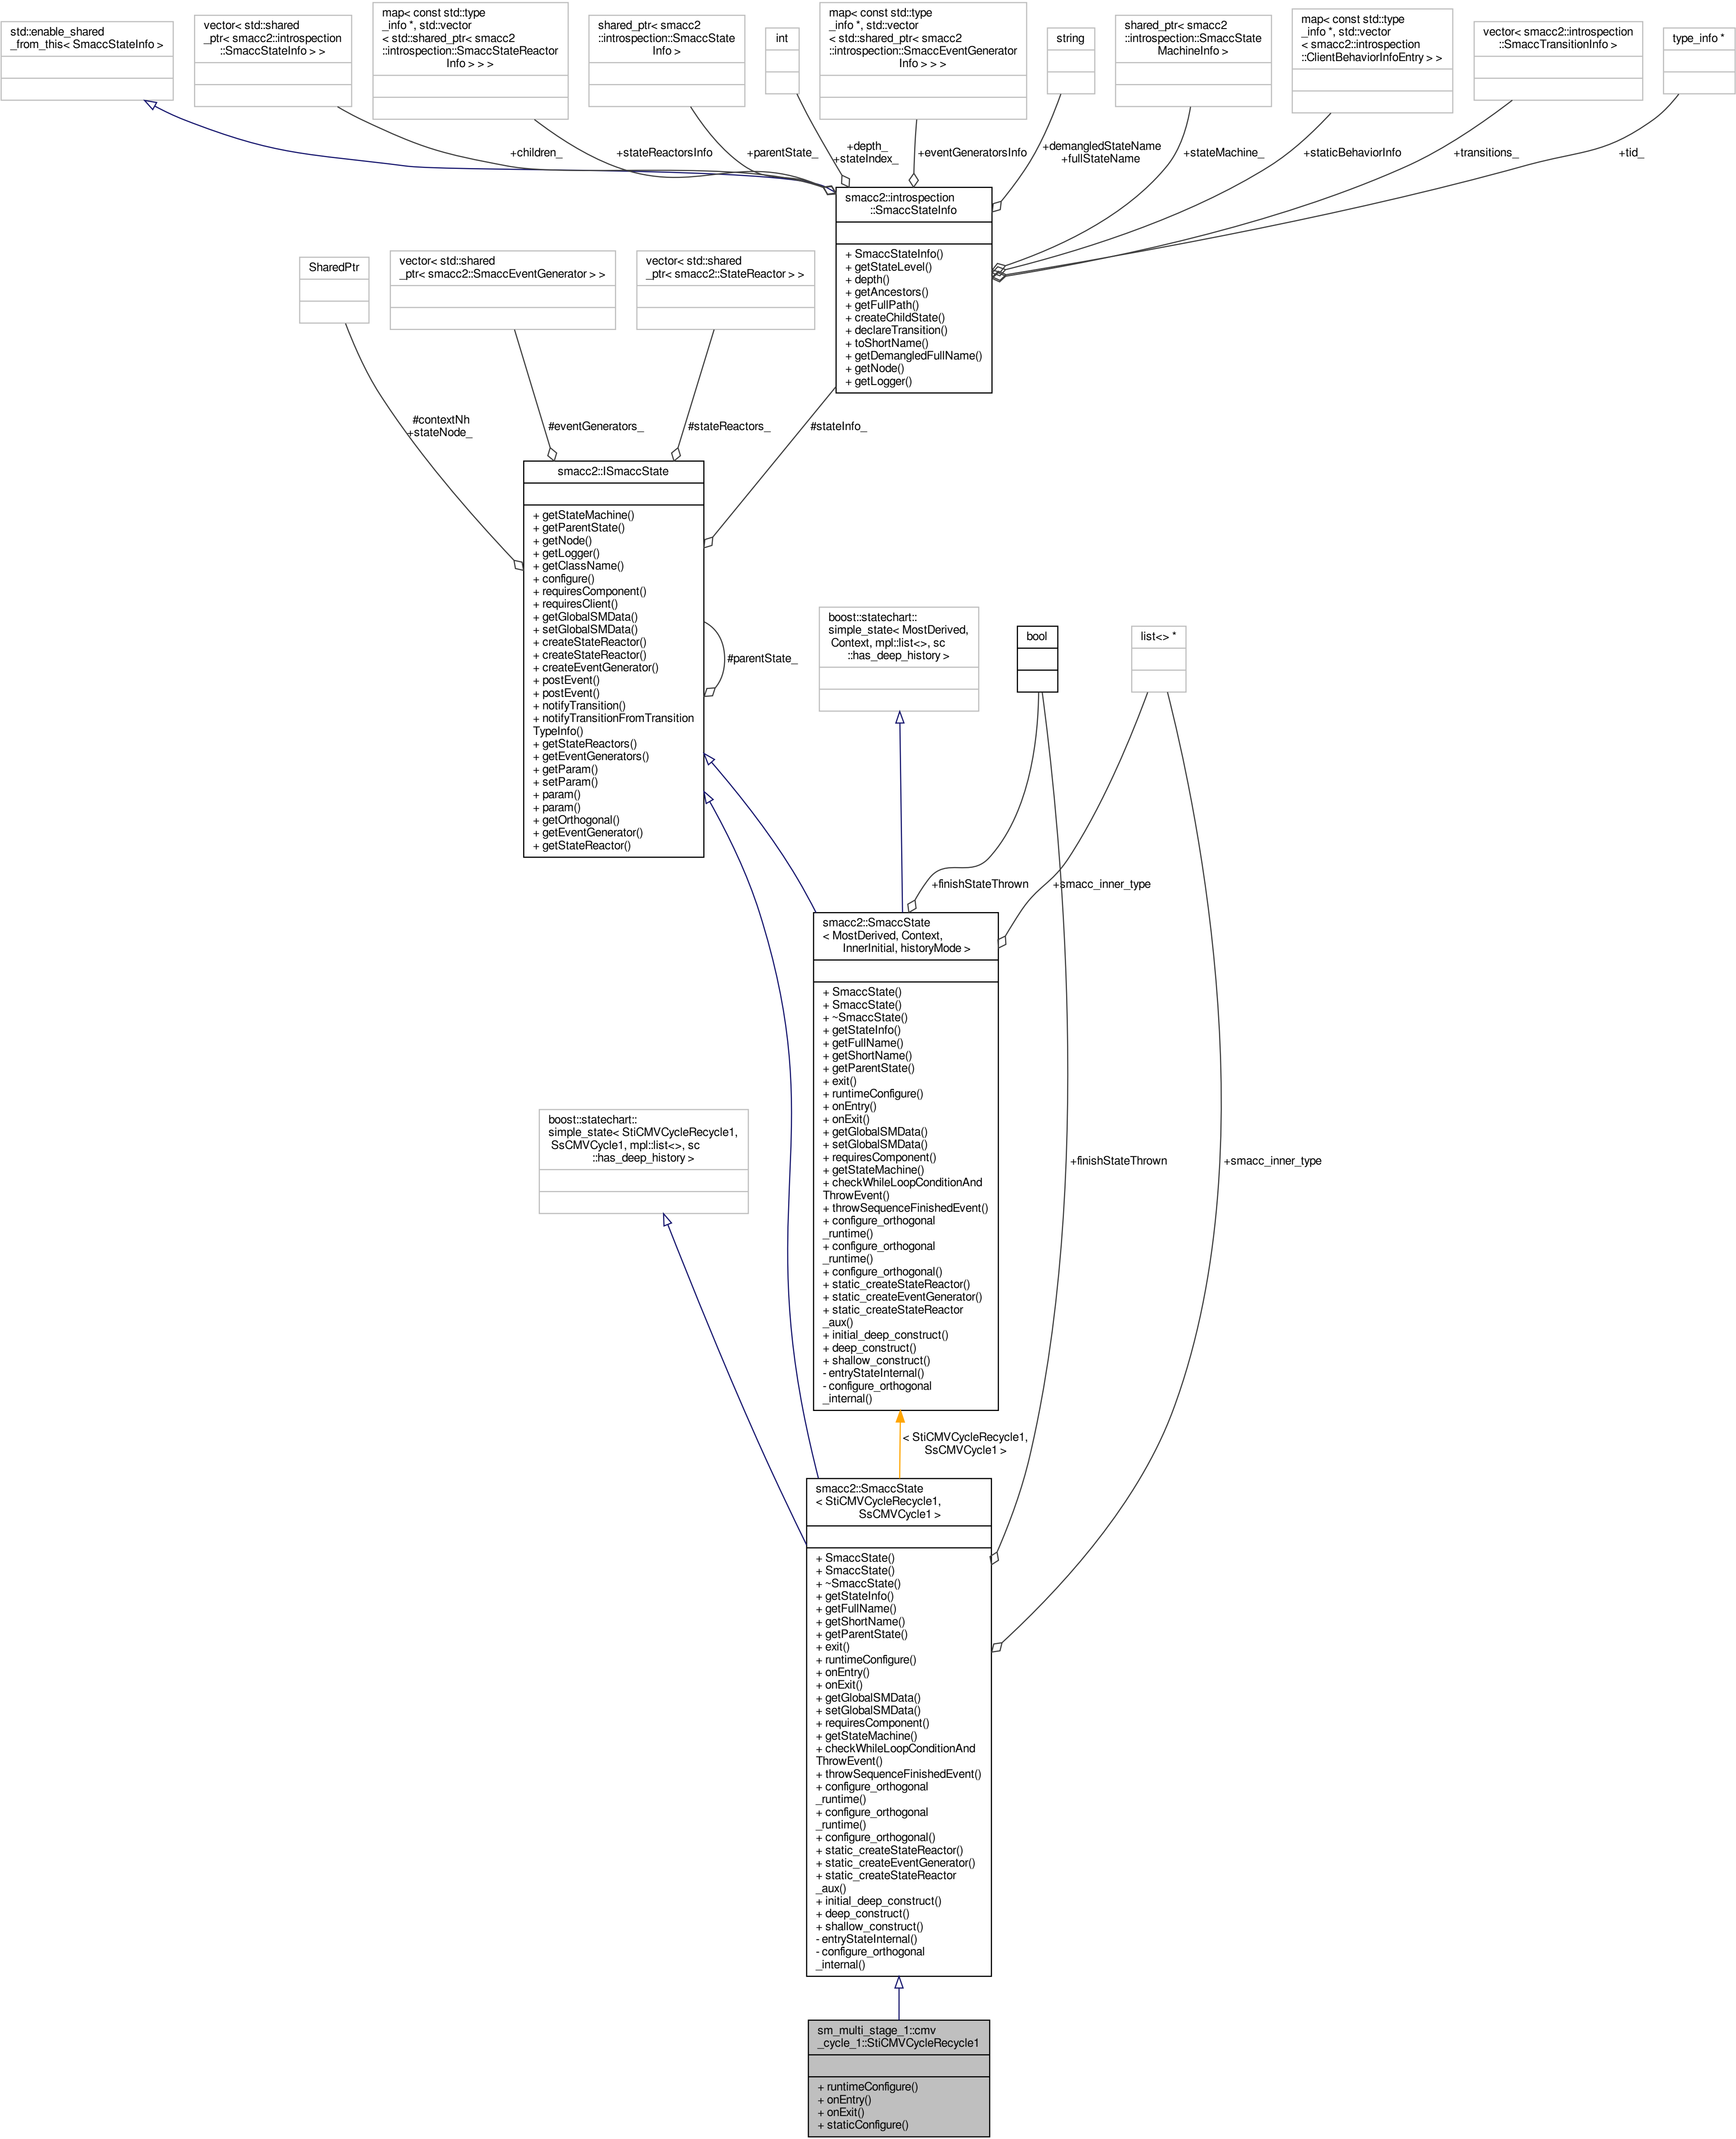 std::enable_shared
_from_this< SmaccStateInfo >
vector< std::shared
_ptr< smacc2::introspection
::SmaccStateInfo > >
map< const std::type
_info *, std::vector
< std::shared_ptr< smacc2
::introspection::SmaccStateReactor
Info > > >
shared_ptr< smacc2
::introspection::SmaccState
Info >
int
map< const std::type
_info *, std::vector
< std::shared_ptr< smacc2
::introspection::SmaccEventGenerator
Info > > >
string
shared_ptr< smacc2
::introspection::SmaccState
MachineInfo >
map< const std::type
_info *, std::vector
< smacc2::introspection
::ClientBehaviorInfoEntry > >
vector< smacc2::introspection
::SmaccTransitionInfo >
type_info *
+children_
+stateReactorsInfo
+parentState_
+depth_
+stateIndex_
+eventGeneratorsInfo
+demangledStateName
+fullStateName
+stateMachine_
+staticBehaviorInfo
+transitions_
+tid_
smacc2::introspection
::SmaccStateInfo
+ SmaccStateInfo()
+ getStateLevel()
+ depth()
+ getAncestors()
+ getFullPath()
+ createChildState()
+ declareTransition()
+ toShortName()
+ getDemangledFullName()
+ getNode()
+ getLogger()
SharedPtr
vector< std::shared
_ptr< smacc2::SmaccEventGenerator > >
vector< std::shared
_ptr< smacc2::StateReactor > >
#contextNh
+stateNode_
#eventGenerators_
#stateReactors_
#stateInfo_
smacc2::ISmaccState
+ getStateMachine()
+ getParentState()
+ getNode()
+ getLogger()
+ getClassName()
+ configure()
+ requiresComponent()
+ requiresClient()
+ getGlobalSMData()
+ setGlobalSMData()
+ createStateReactor()
+ createStateReactor()
+ createEventGenerator()
+ postEvent()
+ postEvent()
+ notifyTransition()
+ notifyTransitionFromTransition
TypeInfo()
+ getStateReactors()
+ getEventGenerators()
+ getParam()
+ setParam()
+ param()
+ param()
+ getOrthogonal()
+ getEventGenerator()
+ getStateReactor()
#parentState_
boost::statechart::
simple_state< MostDerived,
Context, mpl::list<>, sc
::has_deep_history >
bool
list<> *
+finishStateThrown
+smacc_inner_type
smacc2::SmaccState
< MostDerived, Context,
InnerInitial, historyMode >
+ SmaccState()
+ SmaccState()
+ ~SmaccState()
+ getStateInfo()
+ getFullName()
+ getShortName()
+ getParentState()
+ exit()
+ runtimeConfigure()
+ onEntry()
+ onExit()
+ getGlobalSMData()
+ setGlobalSMData()
+ requiresComponent()
+ getStateMachine()
+ checkWhileLoopConditionAnd
ThrowEvent()
+ throwSequenceFinishedEvent()
+ configure_orthogonal
_runtime()
+ configure_orthogonal
_runtime()
+ configure_orthogonal()
+ static_createStateReactor()
+ static_createEventGenerator()
+ static_createStateReactor
_aux()
+ initial_deep_construct()
+ deep_construct()
+ shallow_construct()
- entryStateInternal()
- configure_orthogonal
_internal()
boost::statechart::
simple_state< StiCMVCycleRecycle1,
SsCMVCycle1, mpl::list<>, sc
::has_deep_history >
+finishStateThrown
+smacc_inner_type
< StiCMVCycleRecycle1,
SsCMVCycle1 >
smacc2::SmaccState
< StiCMVCycleRecycle1,
SsCMVCycle1 >
+ SmaccState()
+ SmaccState()
+ ~SmaccState()
+ getStateInfo()
+ getFullName()
+ getShortName()
+ getParentState()
+ exit()
+ runtimeConfigure()
+ onEntry()
+ onExit()
+ getGlobalSMData()
+ setGlobalSMData()
+ requiresComponent()
+ getStateMachine()
+ checkWhileLoopConditionAnd
ThrowEvent()
+ throwSequenceFinishedEvent()
+ configure_orthogonal
_runtime()
+ configure_orthogonal
_runtime()
+ configure_orthogonal()
+ static_createStateReactor()
+ static_createEventGenerator()
+ static_createStateReactor
_aux()
+ initial_deep_construct()
+ deep_construct()
+ shallow_construct()
- entryStateInternal()
- configure_orthogonal
_internal()
sm_multi_stage_1::cmv
_cycle_1::StiCMVCycleRecycle1
+ runtimeConfigure()
+ onEntry()
+ onExit()
+ staticConfigure()